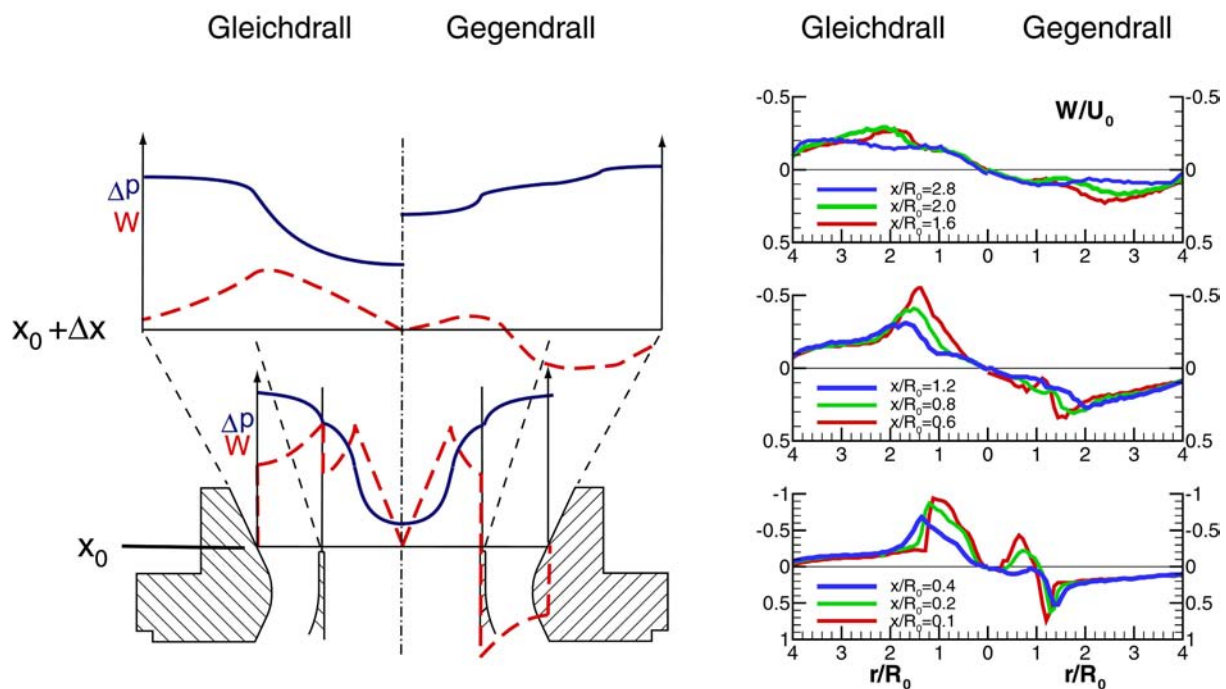 Gleichdrall Gegendrall
Δp
W
x₀ +Δx
Δp
W
x₀
Gleichdrall Gegendrall
-0.5 -0.5
W/U₀
0 0
x/R₀=2.8
x/R₀=2.0
x/R₀=1.6
0.5 0.5
4 3 2 1 0 1 2 3 4
-0.5 -0.5
0 0
x/R₀=1.2
x/R₀=0.8
x/R₀=0.6
0.5 0.5
4 3 2 1 0 1 2 3 4
-1 -1
-0.5 -0.5
0 0
x/R₀=0.4
0.5 0.5
x/R₀=0.2
x/R₀=0.1
1 1
4 3 2 1 0 1 2 3 4
r/R₀ r/R₀